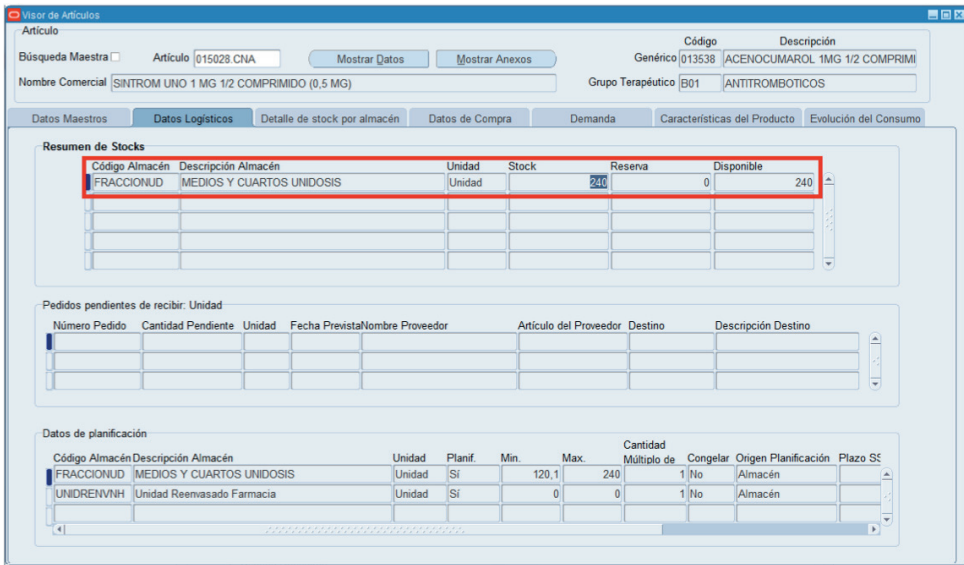 Visor de Artículos
Artículo
Código Descripción
Búsqueda Maestra Artículo 015028.CNA Mostrar Datos Mostrar Anexos Genérico 013538 ACENOCUMAROL 1MG 1/2 COMPRIMI
Nombre Comercial SINTROM UNO 1 MG 1/2 COMPRIMIDO (0,5 MG) Grupo Terapéutico B01 ANTITROMBOTICOS
Datos Maestros Datos Logísticos Detalle de stock por almacén Datos de Compra Demanda Características del Producto Evolución del Consumo
Resumen de Stocks
Código Almacén Descripción Almacén Unidad Stock Reserva Disponible
FRACCIONUD MEDIOS Y CUARTOS UNIDOSIS Unidad 240 0 240
Pedidos pendientes de recibir: Unidad
Número Pedido Cantidad Pendiente Unidad Fecha Prevista Nombre Proveedor Artículo del Proveedor Destino Descripción Destino
Datos de planificación
Cantidad
Código Almacén Descripción Almacén Unidad Planif. Min. Max. Múltiplo de Congelar Origen Planificación Plazo SS
FRACCIONUD MEDIOS Y CUARTOS UNIDOSIS Unidad Sí 120,1 240 1 No Almacén
UNIDRENVNH Unidad Reenvasado Farmacia Unidad Sí 0 0 1 No Almacén